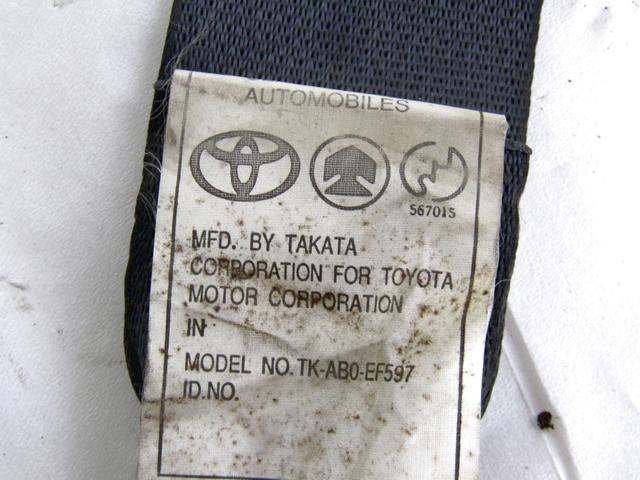 AUTOMOBILES
567015
MFD. BY TAKATA
CORPORATION FOR TOYOTA
MOTOR CORPORATION
IN
MODEL NO. TK-AB0-EF597
ID.NO.